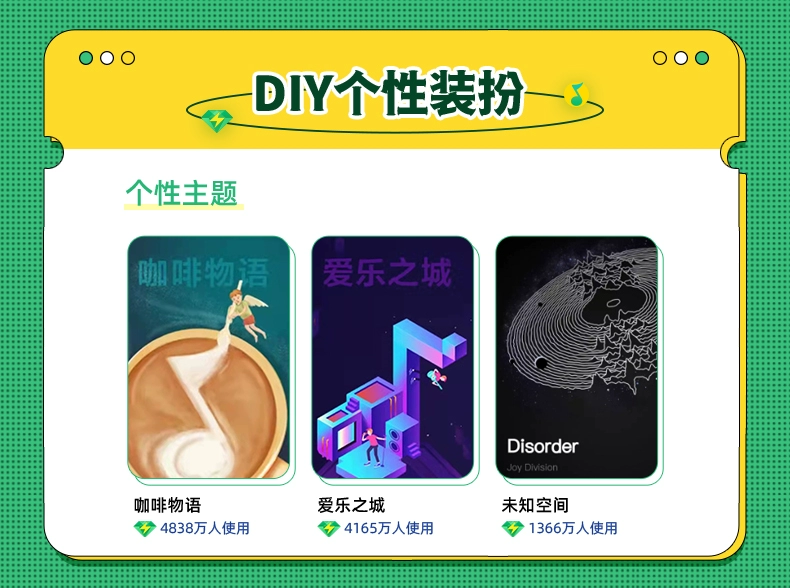 DIY个性装扮
个性主题
咖啡物语
爱乐之城
Disorder
Joy Division
咖啡物语
爱乐之城
未知空间
4838万人使用
4165万人使用
1366万人使用